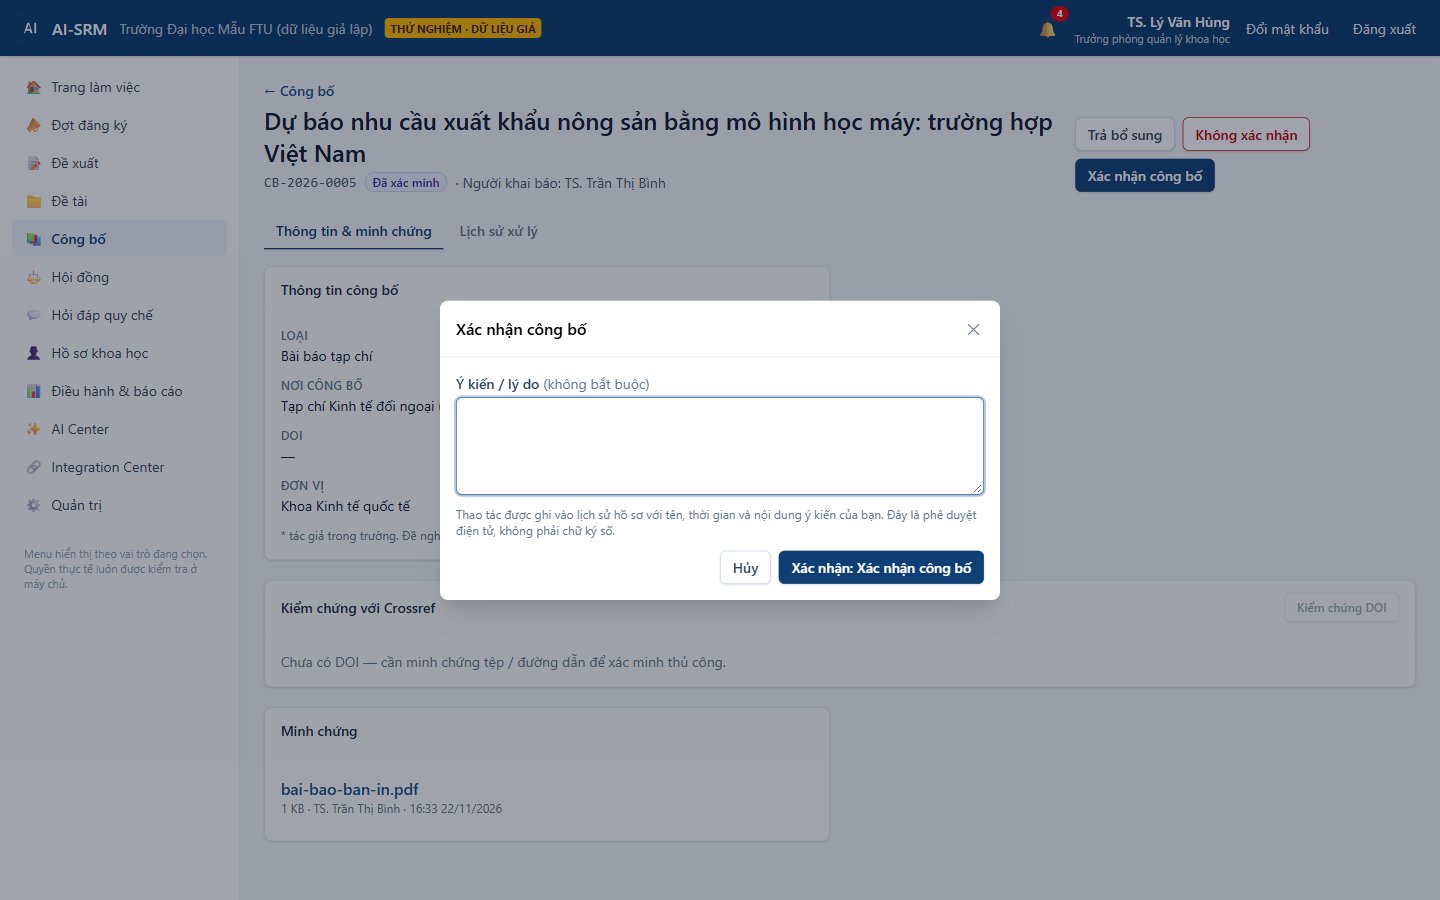 AI AI-SRM Trường Đại học Mẫu FTU (dữ liệu giả lập) THỬ NGHIỆM · DỮ LIỆU GIẢ
4
TS. Lý Văn Hùng
Trưởng phòng quản lý khoa học
Đổi mật khẩu
Đăng xuất
Trang làm việc
Đợt đăng ký
Đề xuất
Đề tài
Công bố
Hội đồng
Hỏi đáp quy chế
Hồ sơ khoa học
Điều hành & báo cáo
AI Center
Integration Center
Quản trị
Menu hiển thị theo vai trò đang chọn.
Quyền thực tế luôn được kiểm tra ở
máy chủ.
← Công bố
Dự báo nhu cầu xuất khẩu nông sản bằng mô hình học máy: trường hợp
Việt Nam
CB-2026-0005 Đã xác minh · Người khai báo: TS. Trần Thị Bình
Trả bổ sung
Không xác nhận
Xác nhận công bố
Thông tin & minh chứng
Lịch sử xử lý
Thông tin công bố
LOẠI
Bài báo tạp chí
NƠI CÔNG BỐ
Tạp chí Kinh tế đối ngoại
DOI
—
ĐƠN VỊ
Khoa Kinh tế quốc tế
* tác giả trong trường. Đề ngh
Xác nhận công bố
Ý kiến / lý do (không bắt buộc)
Thao tác được ghi vào lịch sử hồ sơ với tên, thời gian và nội dung ý kiến của bạn. Đây là phê duyệt
điện tử, không phải chữ ký số.
Hủy
Xác nhận: Xác nhận công bố
Kiểm chứng với Crossref
Kiểm chứng DOI
Chưa có DOI — cần minh chứng tệp / đường dẫn để xác minh thủ công.
Minh chứng
bai-bao-ban-in.pdf
1 KB · TS. Trần Thị Bình · 16:33 22/11/2026